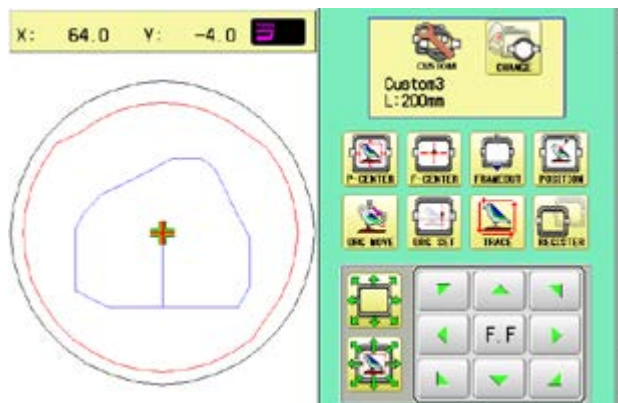 X: 64.0 Y: -4.0
CUSTOM CHANGE
Custom3
L:200mm
P-CENTER F-CENTER FRAMEOUT POSITION
ORG MOVE ORG SET TRACE REGISTER
F.F